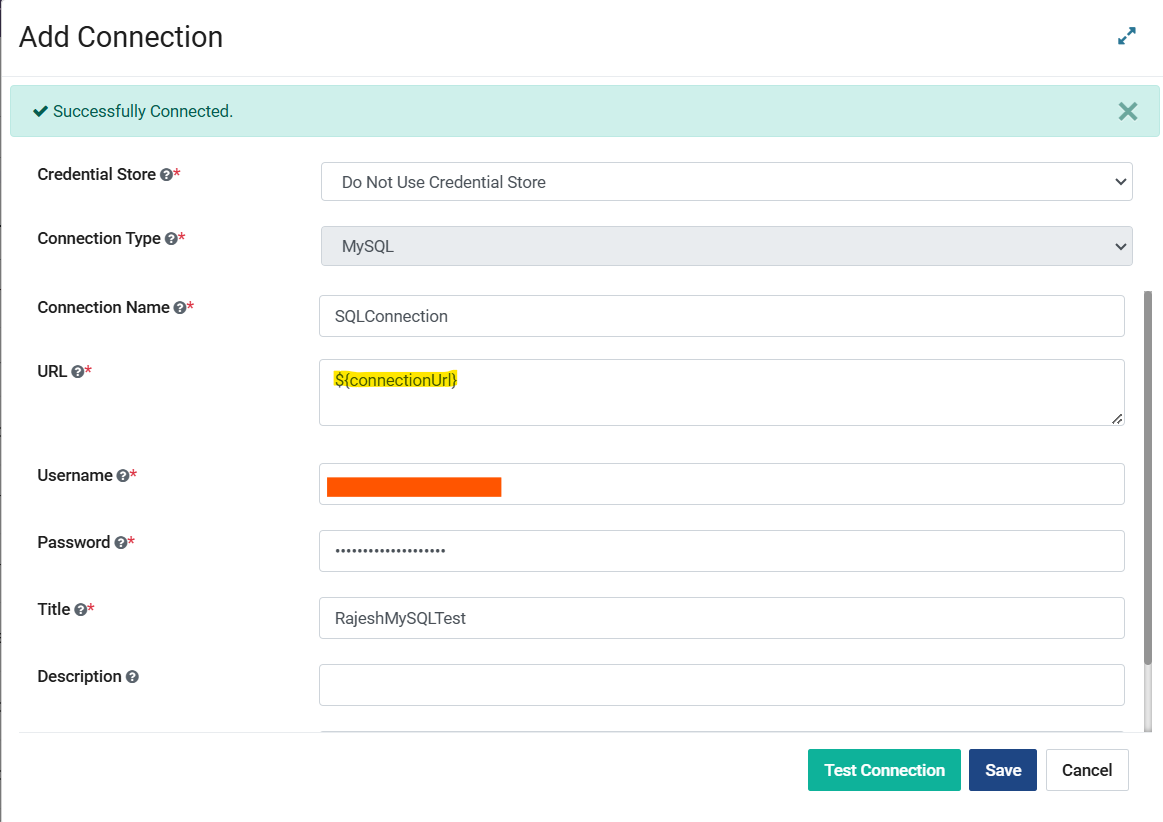 Add Connection
Successfully Connected.
Credential Store *
Do Not Use Credential Store
Connection Type *
MySQL
Connection Name *
SQLConnection
URL *
${connectionUrl}
Username *
Password *
••••••••••••••••••••
Title *
RajeshMySQLTest
Description
Test Connection Save Cancel